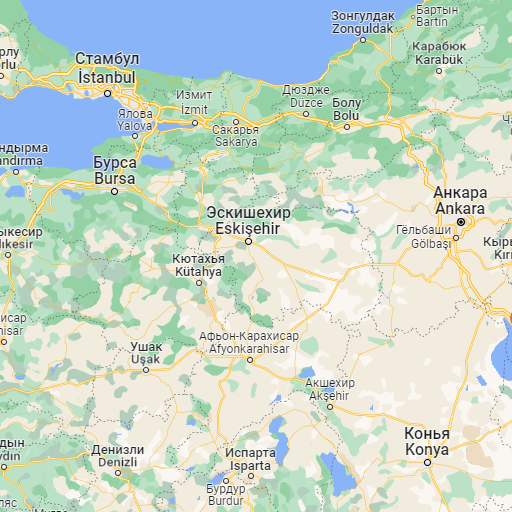 Зонгулдак
Zonguldak
Бартын
Bartın
Стамбул
İstanbul
Карабюк
Karabük
Измит
Izmit
Дюздже
Düzce
Болу
Bolu
Ялова
Yalova
Сакарья
Sakarya
Бурса
Bursa
Эскишехир
Eskişehir
Анкара
Ankara
Гёльбаши
Gölbaşı
Кютахья
Kütahya
Афьон-Карахисар
Afyonkarahisar
Ушак
Uşak
Акшехир
Akşehir
Конья
Konya
Денизли
Denizli
Испарта
Isparta
Бурдур
Burdur